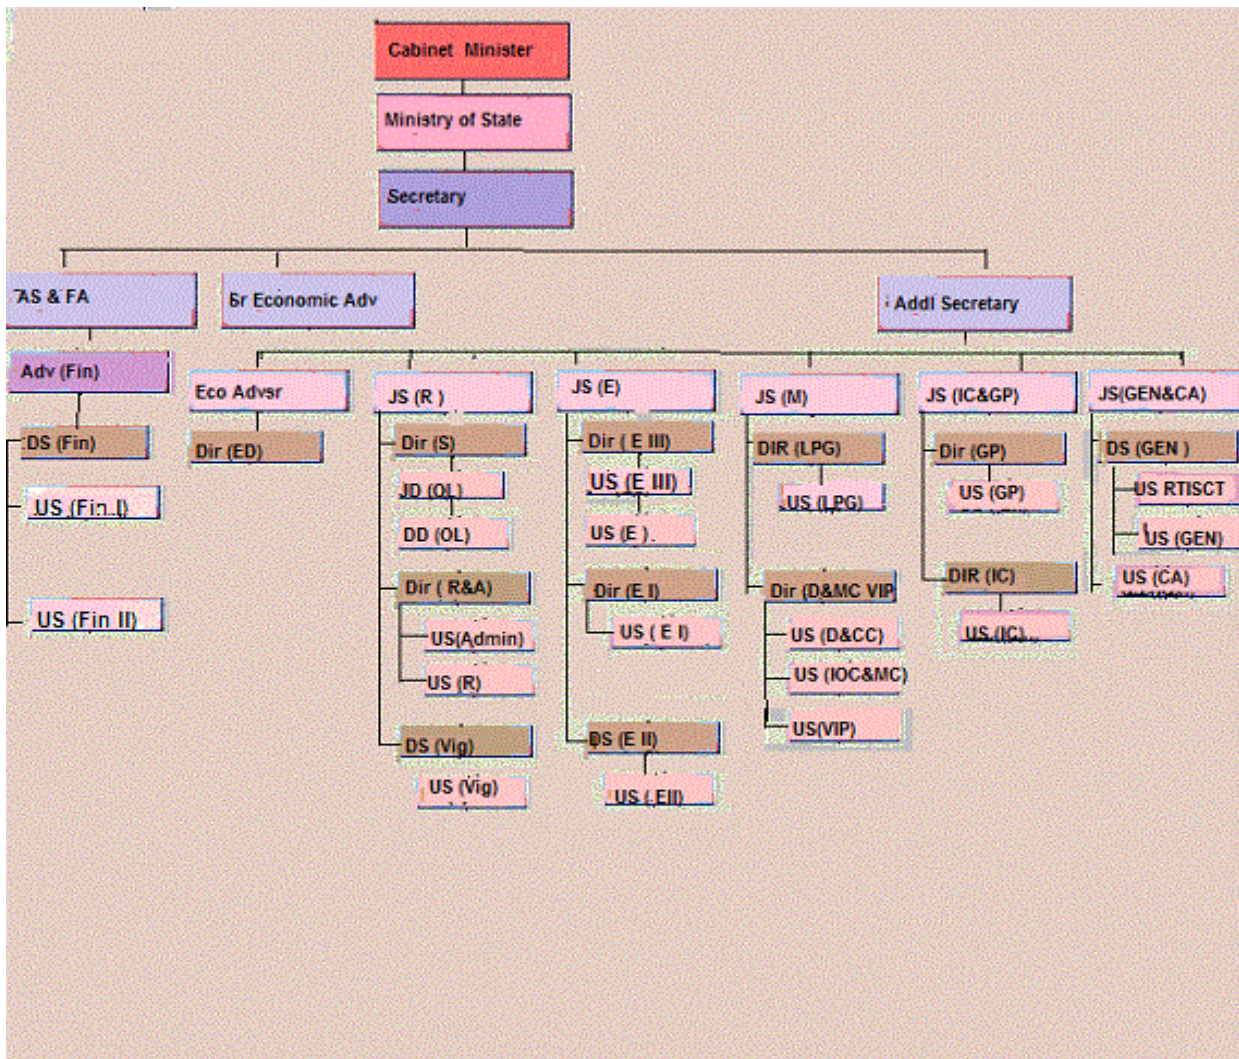 Cabinet Minister
Ministry of State
Secretary
AS & FA
Sr Economic Adv
Addl Secretary
Adv (Fin)
DS (Fin)
US (Fin I)
US (Fin II)
Eco Advsr
Dir (ED)
JS (R )
Dir (S)
JD (OL)
DD (OL)
Dir ( R&A)
US(Admin)
US (R)
DS (Vig)
US (Vig)
JS (E)
Dir ( E III)
US (E III)
US (E ).
Dir (E I)
US ( E I)
DS (E II)
US ( EII)
JS (M)
DIR (LPG)
US (LPG)
Dir (D&MC VIP
US (D&CC)
US (IOC&MC)
US(VIP)
JS (IC&GP)
Dir (GP)
US (GP)
DIR (IC)
US (IC)
JS(GEN&CA)
DS (GEN )
US RTISCT
US (GEN)
US (CA)